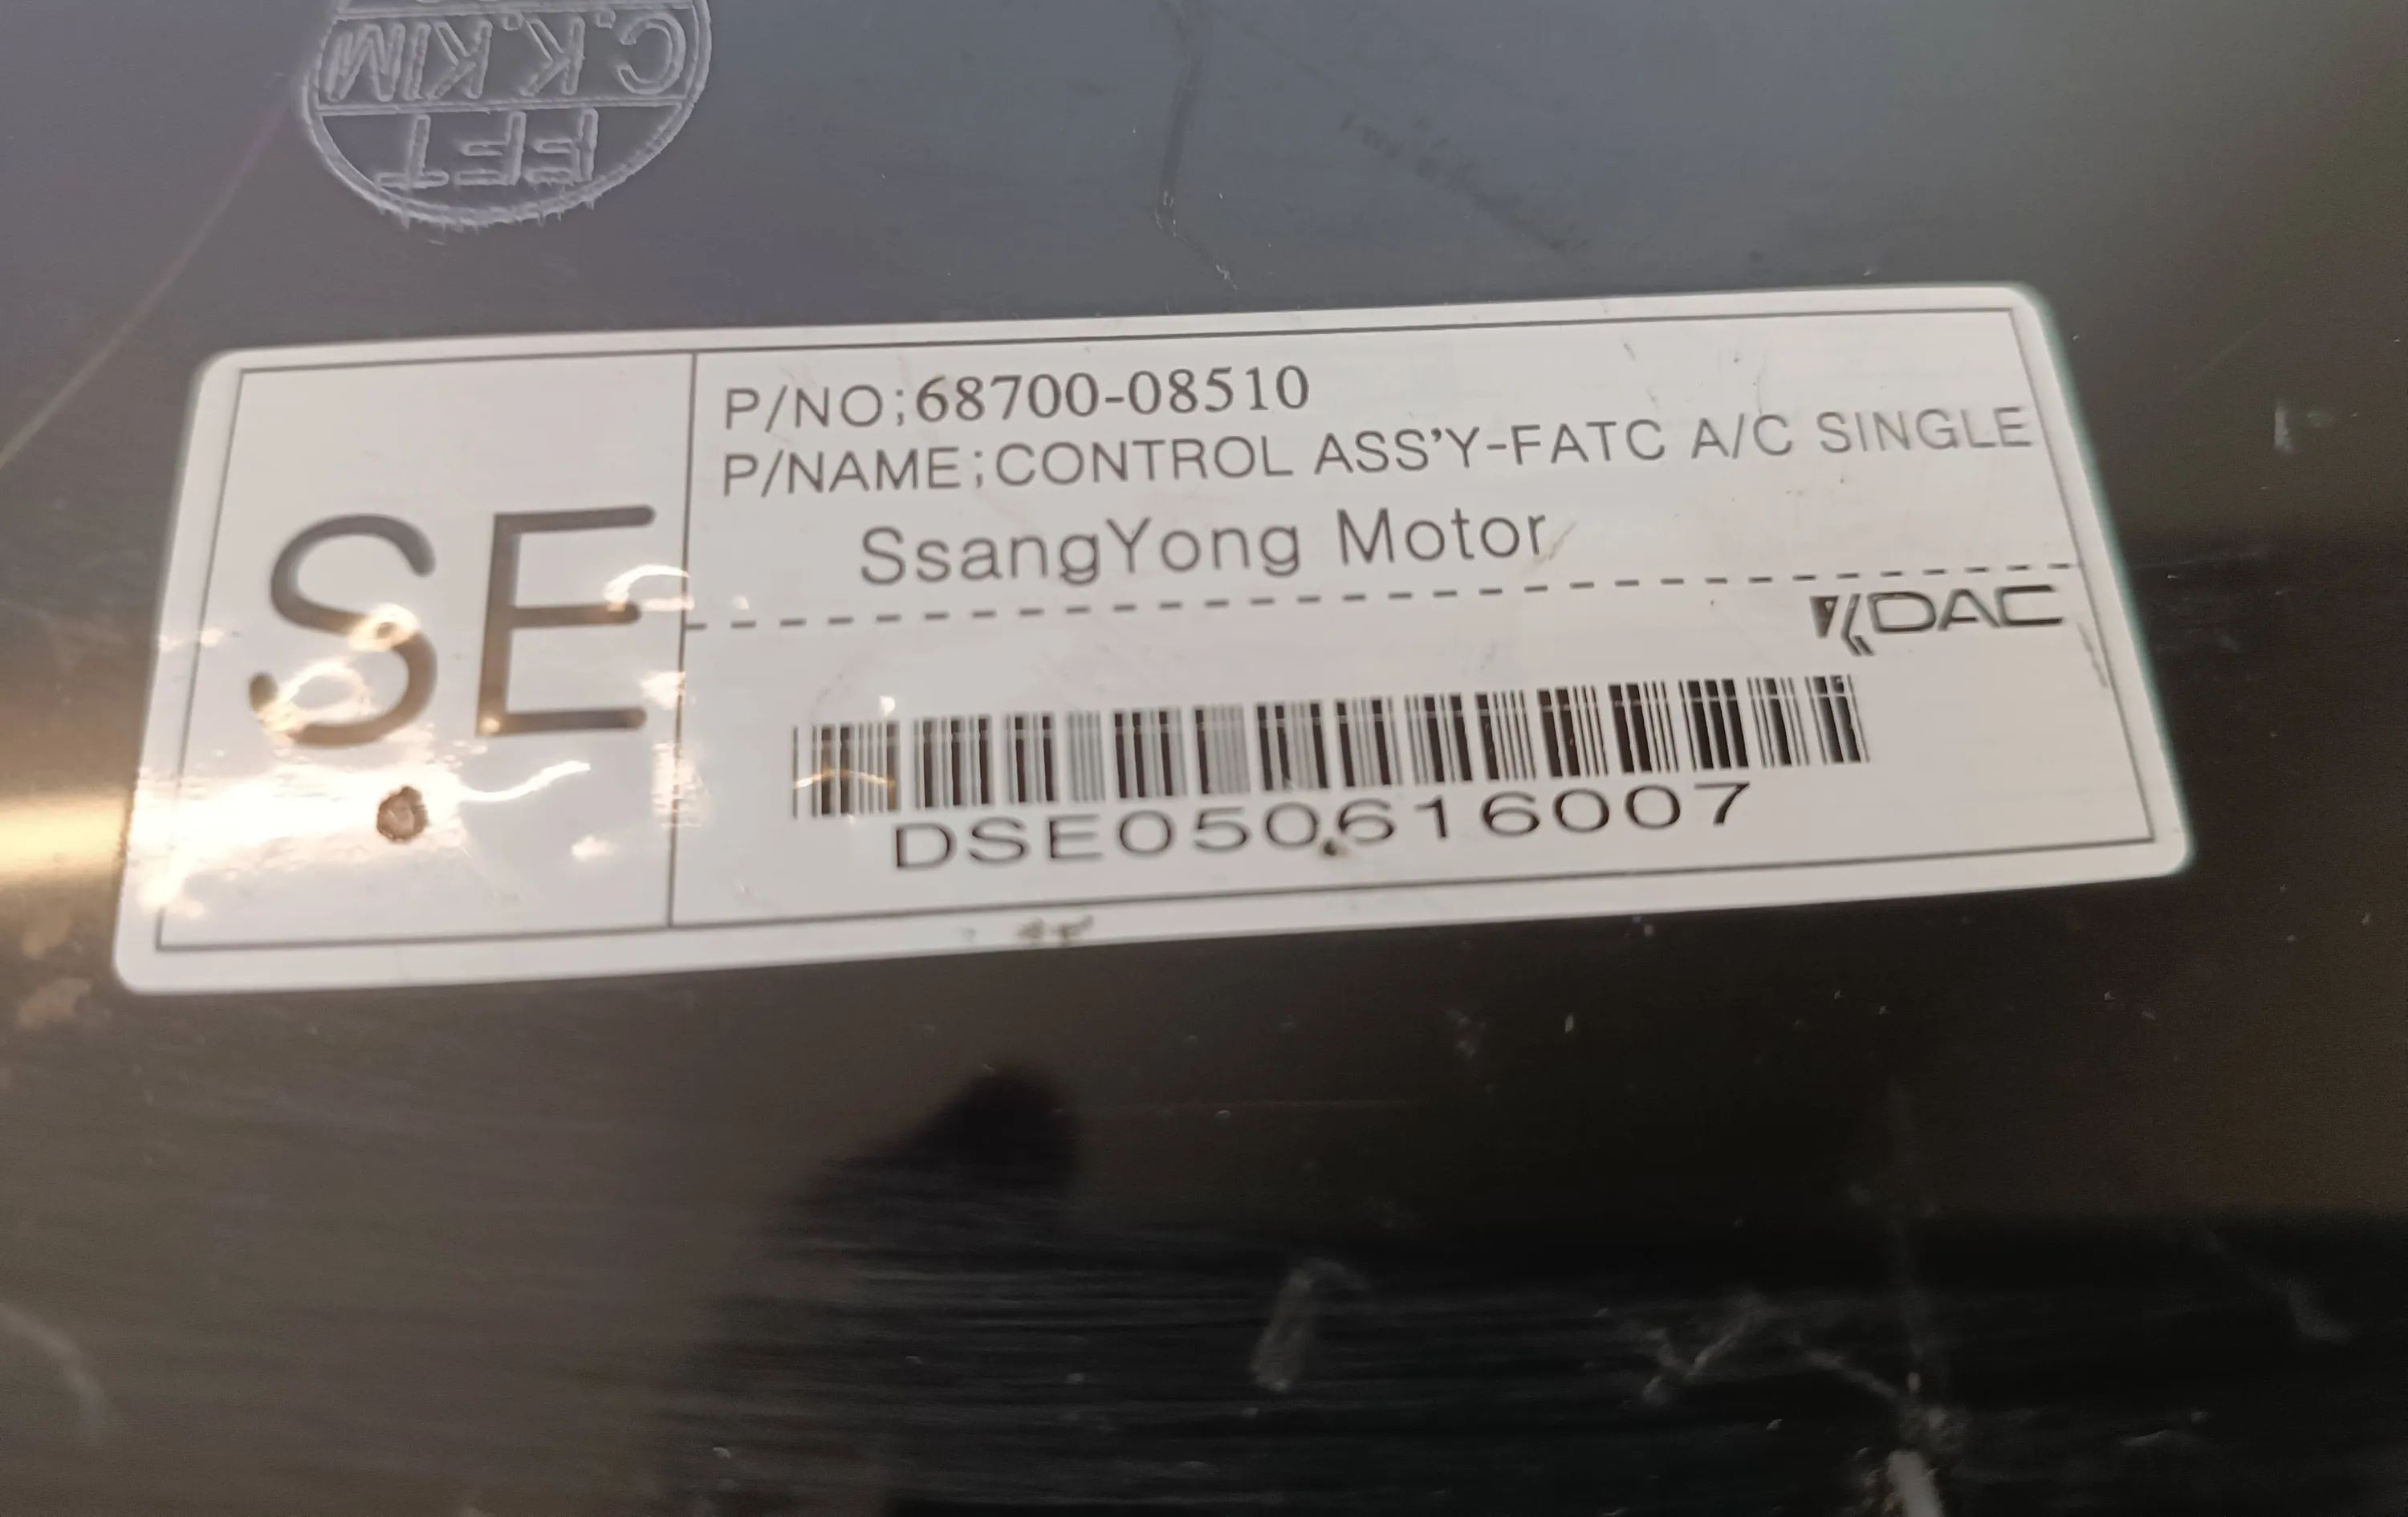 C.K.KIM
FFT
SE
P/NO;68700-08510
P/NAME;CONTROL ASS'Y-FATC A/C SINGLE
SsangYong Motor
DAC
DSE050616007